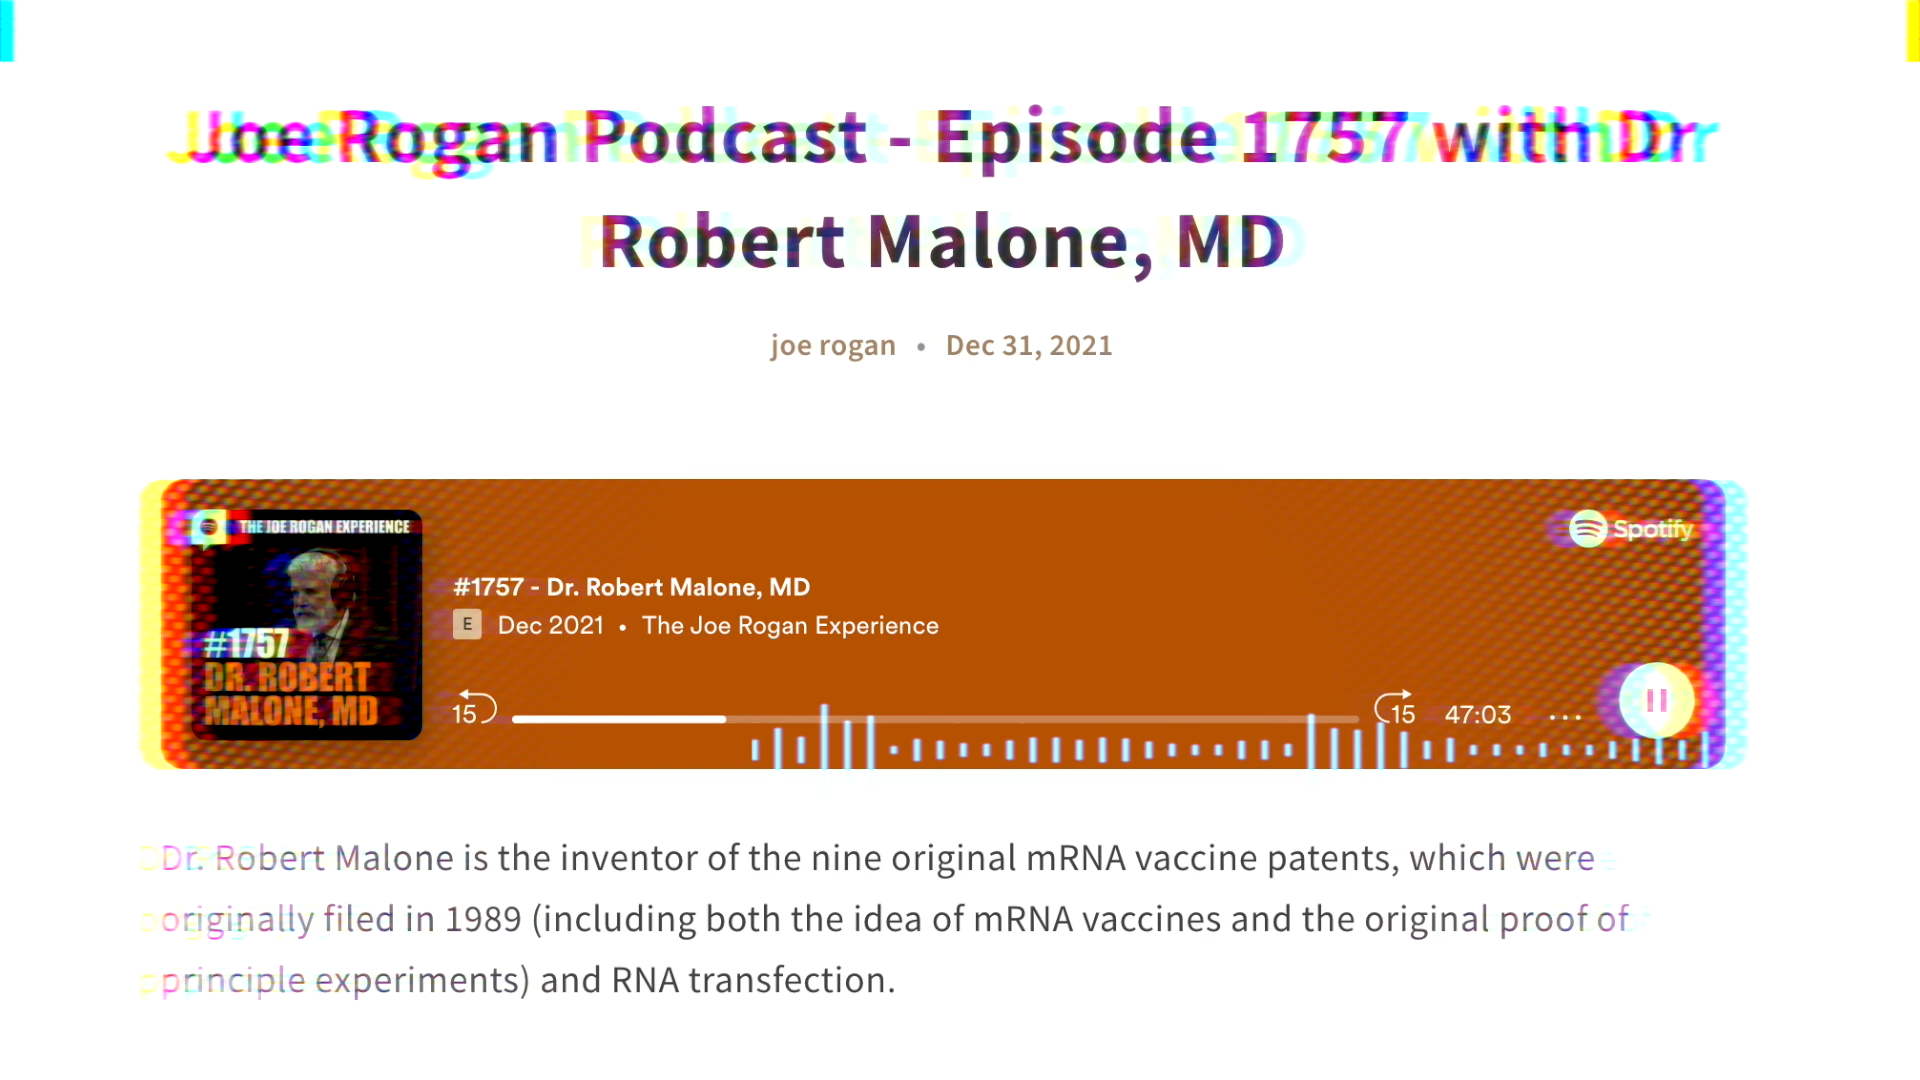 Joe Rogan Podcast - Episode 1757 with Dr
Robert Malone, MD
joe rogan • Dec 31, 2021
THE JOE ROGAN EXPERIENCE
Spotify
#1757
DR. ROBERT
MALONE, MD
#1757 - Dr. Robert Malone, MD
E Dec 2021 • The Joe Rogan Experience
15 15 47:03 ...
Dr. Robert Malone is the inventor of the nine original mRNA vaccine patents, which were
originally filed in 1989 (including both the idea of mRNA vaccines and the original proof of
principle experiments) and RNA transfection.